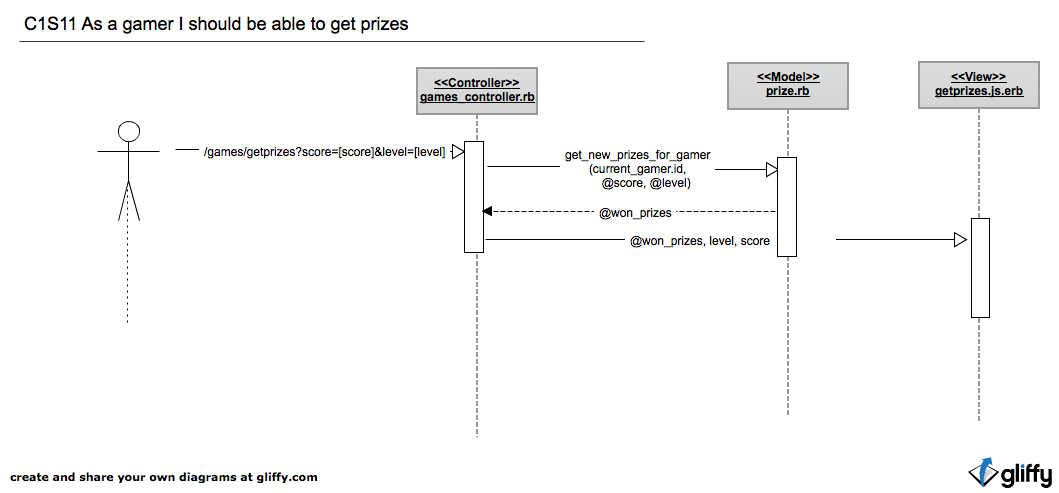 C1S11 As a gamer I should be able to get prizes
<<Controller>>
games_controller.rb
<<Model>>
prize.rb
<<View>>
getprizes.js.erb
/games/getprizes?score=[score]&level=[level]
get_new_prizes_for_gamer
(current_gamer.id,
@score, @level)
@won_prizes
@won_prizes, level, score
create and share your own diagrams at gliffy.com
gliffy